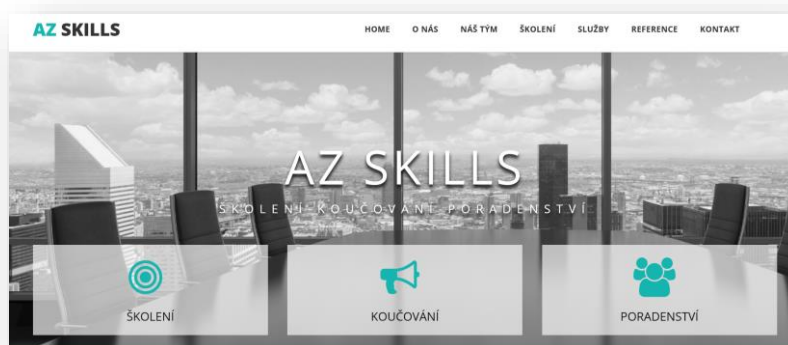 AZ SKILLS
HOME O NÁS NÁŠ TÝM ŠKOLENÍ SLUŽBY REFERENCE KONTAKT
AZ SKILLS
ŠKOLENÍ KOUČOVÁNÍ PORADENSTVÍ
ŠKOLENÍ KOUČOVÁNÍ PORADENSTVÍ